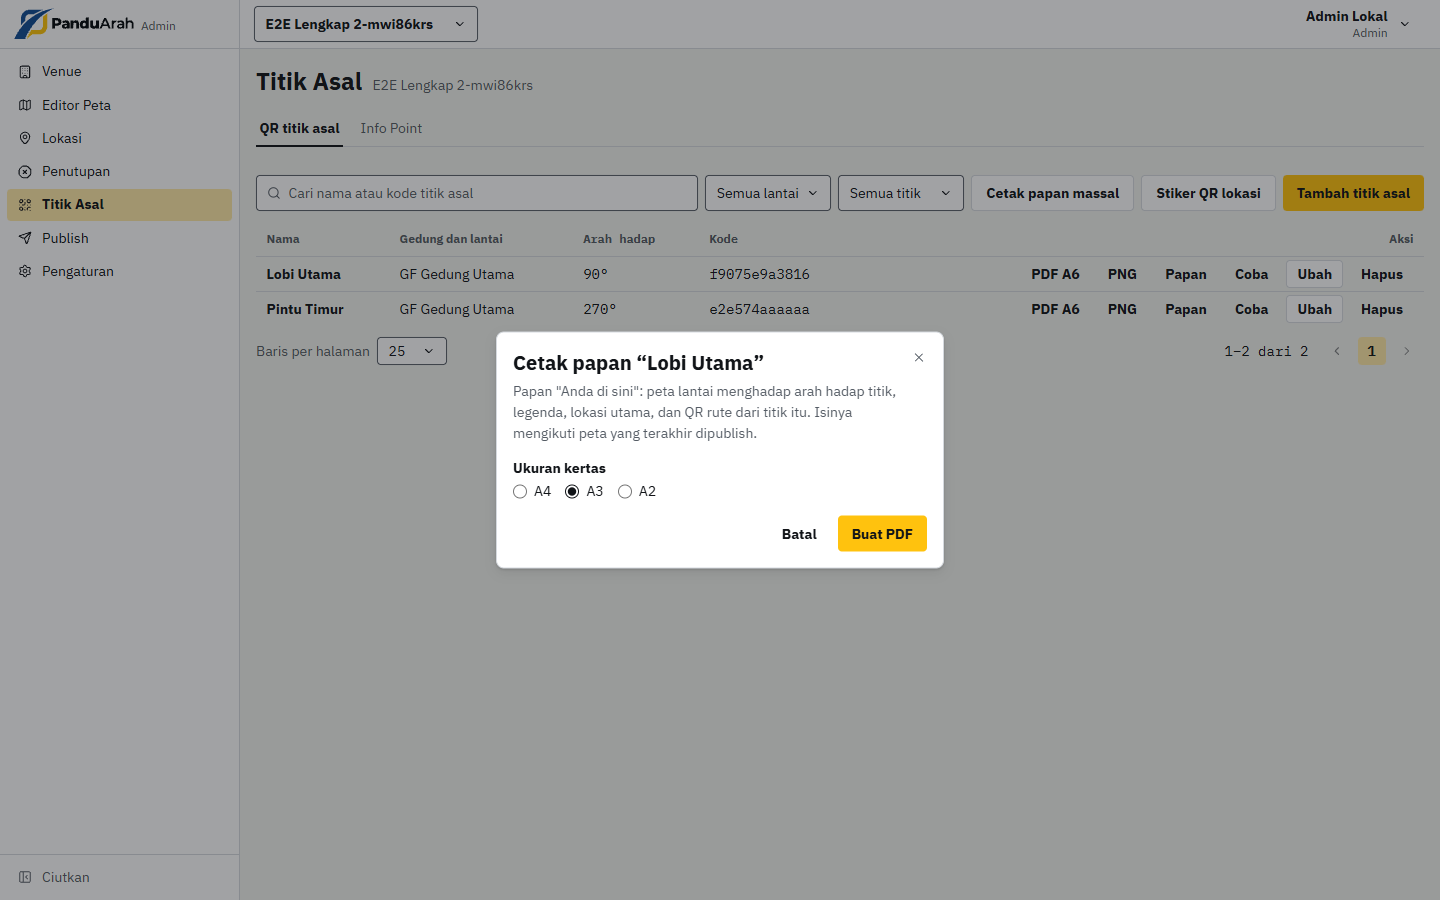 PanduArah Admin
E2E Lengkap 2-mwi86krs
Admin Lokal
Admin
Venue
Editor Peta
Lokasi
Penutupan
Titik Asal
Publish
Pengaturan
Ciutkan
Titik Asal E2E Lengkap 2-mwi86krs
QR titik asal Info Point
Cari nama atau kode titik asal Semua lantai Semua titik Cetak papan massal Stiker QR lokasi Tambah titik asal
Nama Gedung dan lantai Arah hadap Kode Aksi
Lobi Utama GF Gedung Utama 90° f9075e9a3816 PDF A6 PNG Papan Coba Ubah Hapus
Pintu Timur GF Gedung Utama 270° e2e574aaaaaa PDF A6 PNG Papan Coba Ubah Hapus
Baris per halaman 25 1–2 dari 2 1
Cetak papan “Lobi Utama”
Papan "Anda di sini": peta lantai menghadap arah hadap titik,
legenda, lokasi utama, dan QR rute dari titik itu. Isinya
mengikuti peta yang terakhir dipublish.
Ukuran kertas
A4 A3 A2
Batal Buat PDF